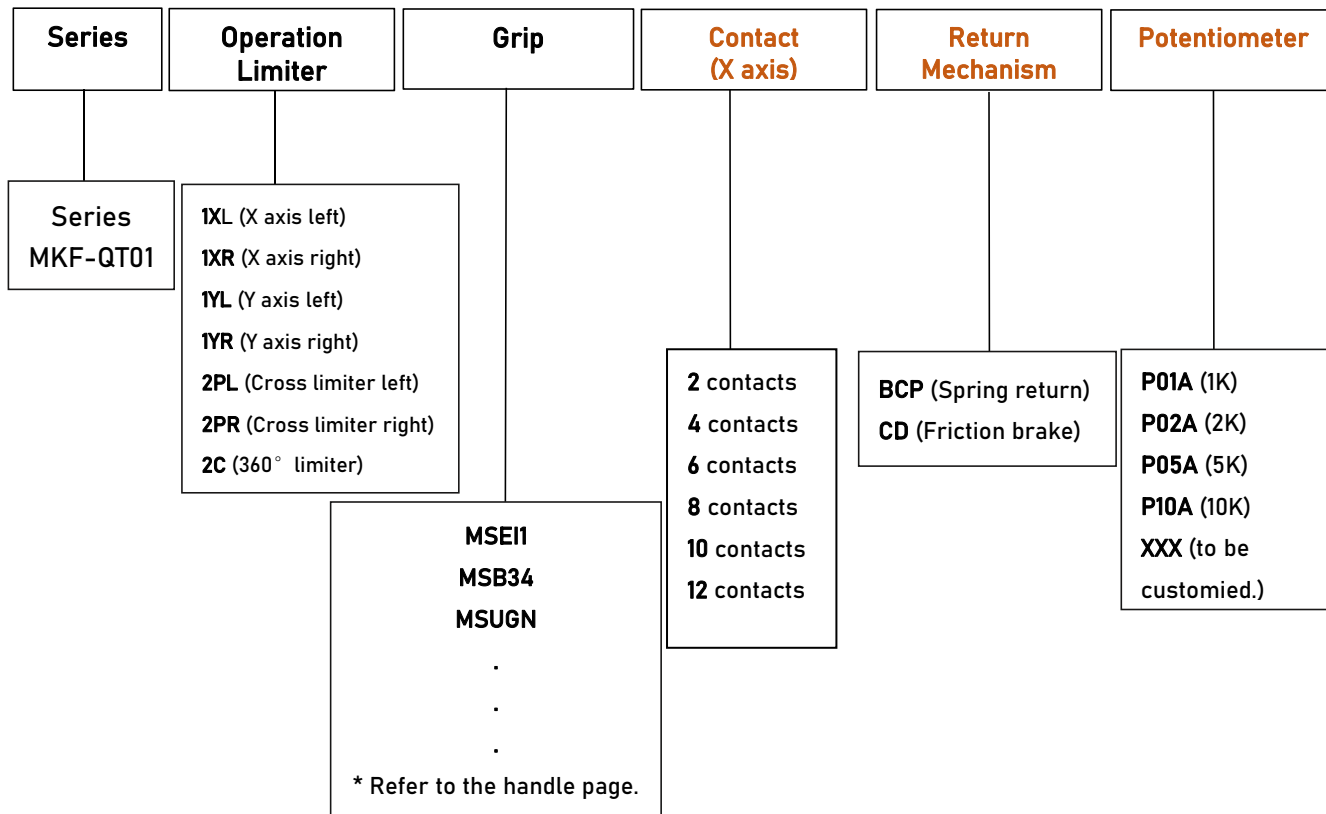 Series
Operation
Limiter
Grip
Contact
(X axis)
Return
Mechanism
Potentiometer
Series
MKF-QT01
1XL (X axis left)
1XR (X axis right)
1YL (Y axis left)
1YR (Y axis right)
2PL (Cross limiter left)
2PR (Cross limiter right)
2C (360° limiter)
MSEI1
MSB34
MSUGN
.
.
.
* Refer to the handle page.
2 contacts
4 contacts
6 contacts
8 contacts
10 contacts
12 contacts
BCP (Spring return)
CD (Friction brake)
P01A (1K)
P02A (2K)
P05A (5K)
P10A (10K)
XXX (to be
customied.)